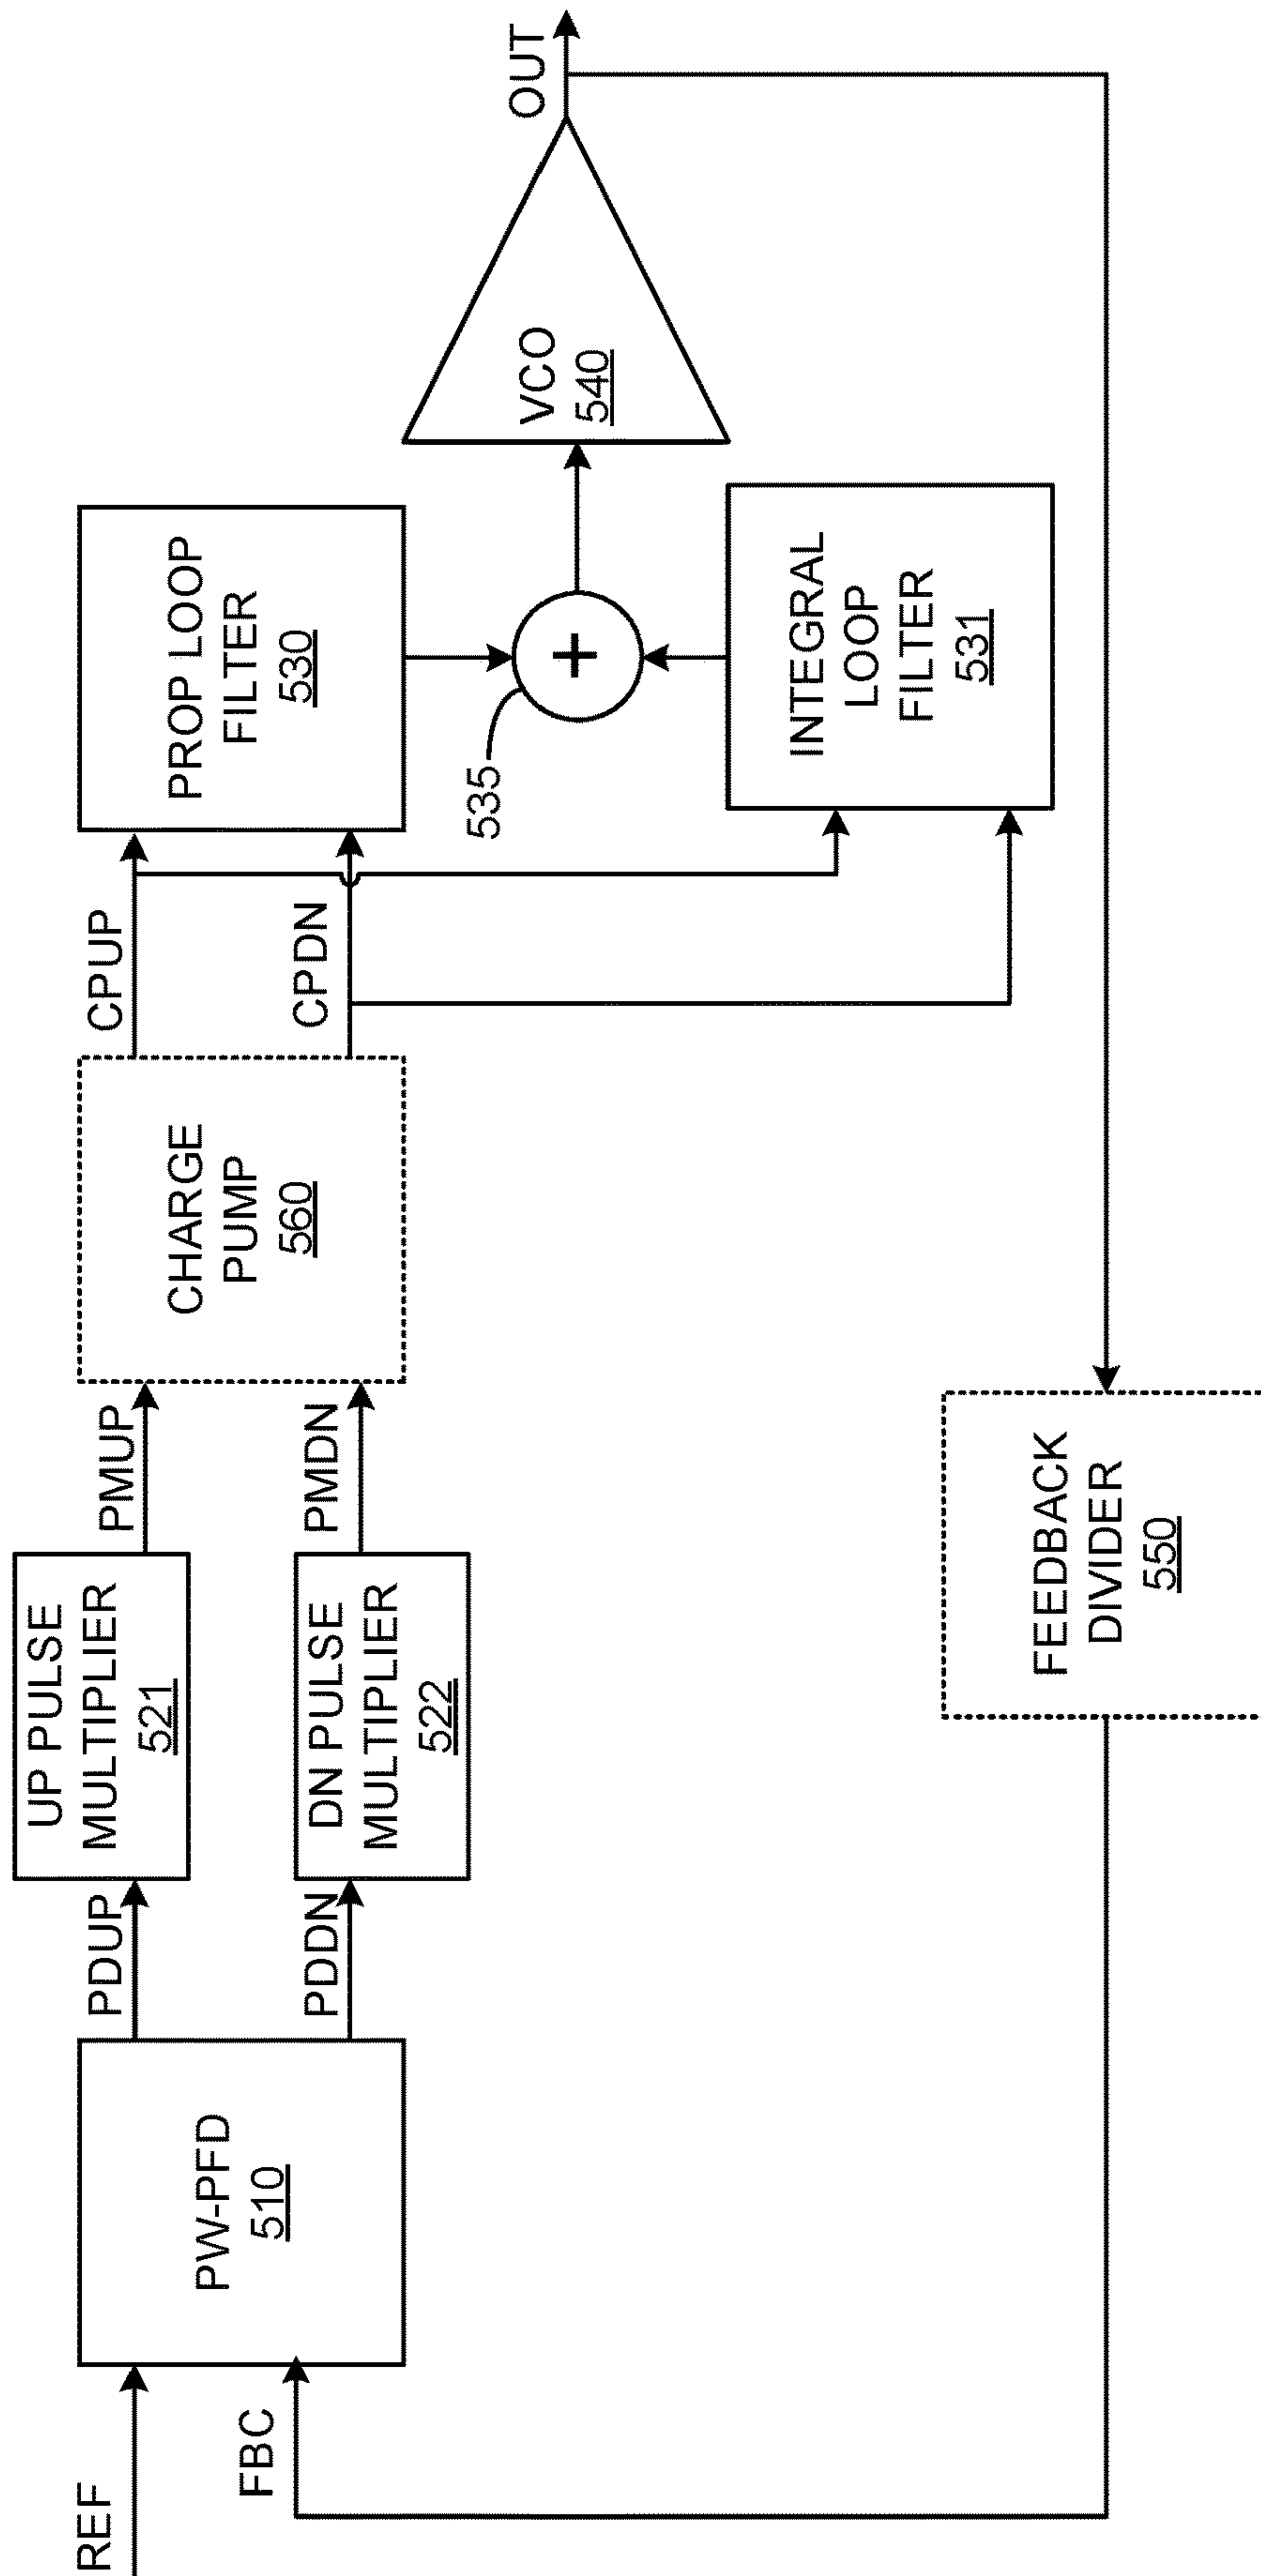 REF
FBC
PW-PFD
510
PDUP
PDDN
UP PULSE
MULTIPLIER
521
DN PULSE
MULTIPLIER
522
PMUP
PMDN
CHARGE
PUMP
560
CPUP
CPDN
PROP LOOP
FILTER
530
535
+
INTEGRAL
LOOP
FILTER
531
VCO
540
OUT
FEEDBACK
DIVIDER
550